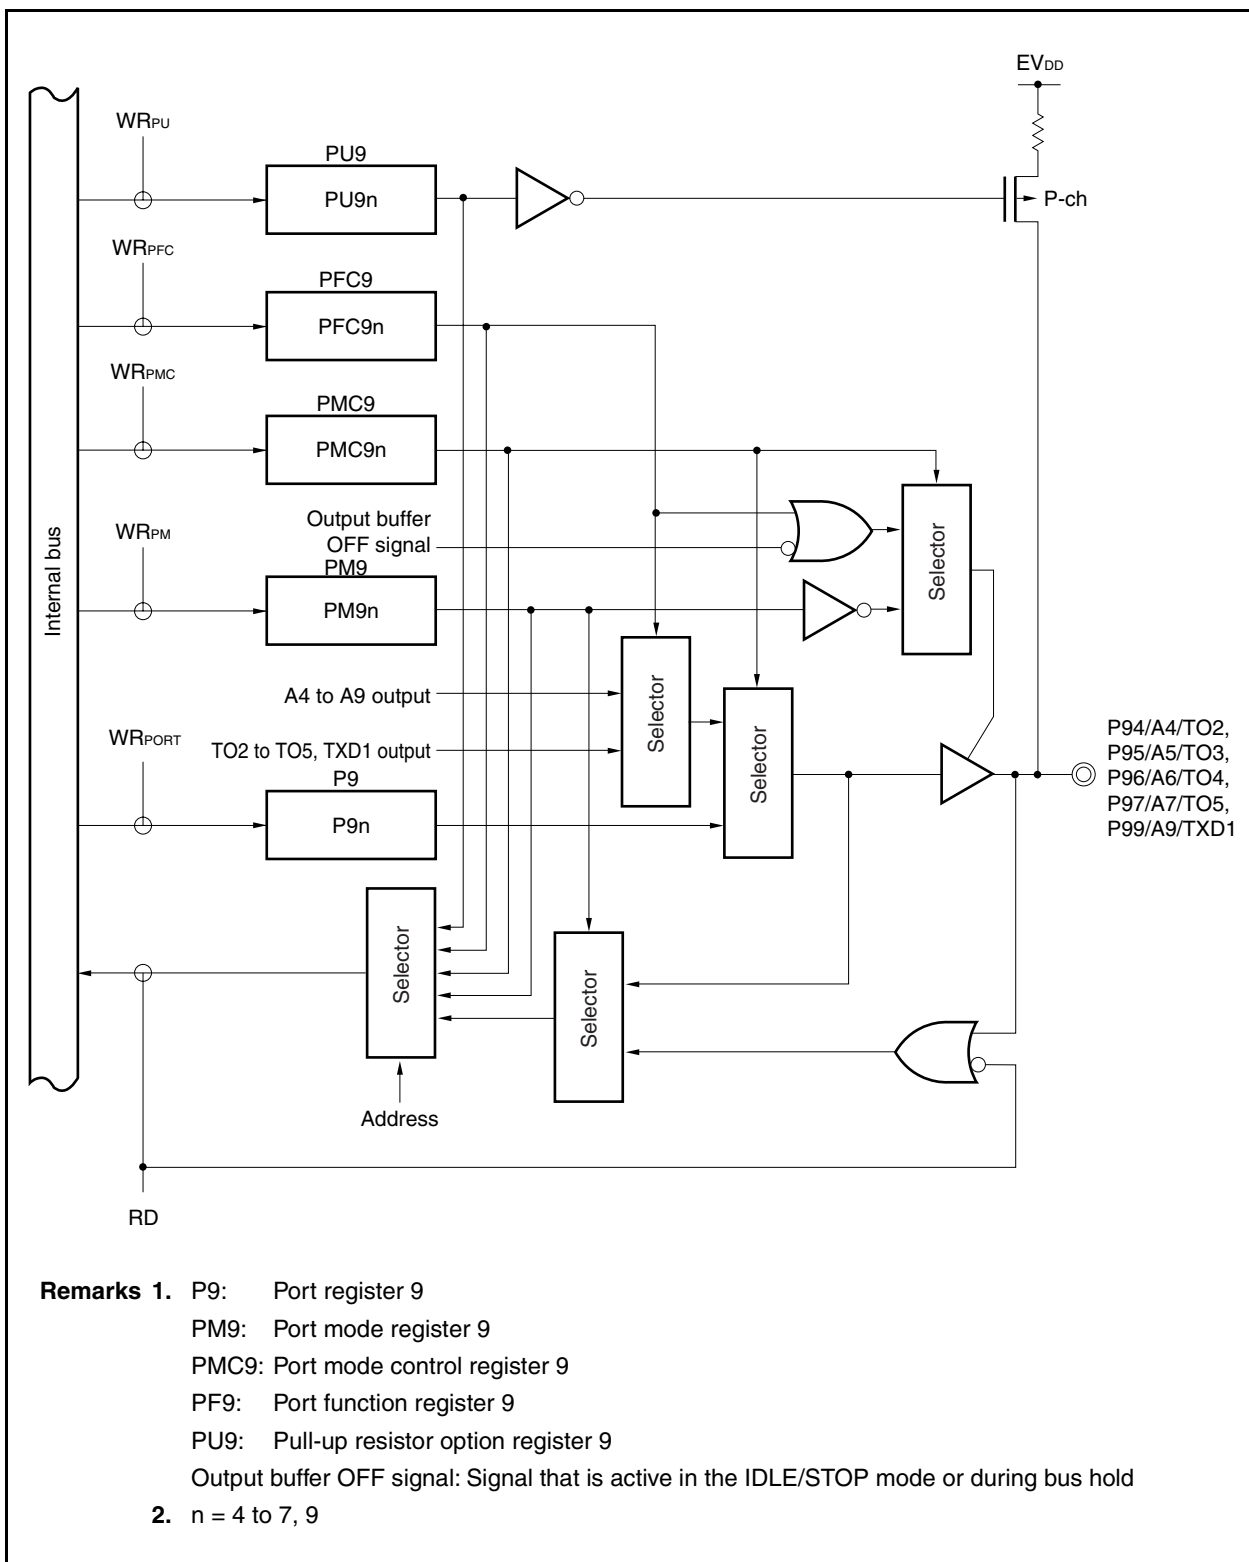 EVDD
WRPU
PU9
PU9n
P-ch
WRPFC
PFC9
PFC9n
WRPMC
PMC9
PMC9n
Output buffer
OFF signal
WRPM
PM9
PM9n
Selector
Internal bus
A4 to A9 output
Selector
Selector
TO2 to TO5, TXD1 output
WRPORT
P9
P9n
P94/A4/TO2,
P95/A5/TO3,
P96/A6/TO4,
P97/A7/TO5,
P99/A9/TXD1
Selector
Selector
Address
RD
Remarks 1. P9: Port register 9
PM9: Port mode register 9
PMC9: Port mode control register 9
PF9: Port function register 9
PU9: Pull-up resistor option register 9
Output buffer OFF signal: Signal that is active in the IDLE/STOP mode or during bus hold
2. n = 4 to 7, 9